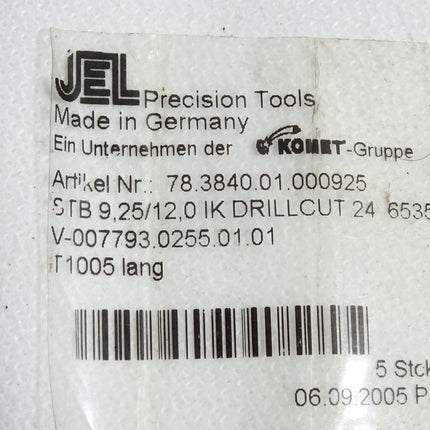 JEL Precision Tools
Made in Germany
Ein Unternehmen der KOMET-Gruppe
Artikel Nr.: 78.3840.01.000925
STB 9,25/12,0 IK DRILLCUT 24 6535
V-007793.0255.01.01
T1005 lang
5 Stck
06.09.2005 P